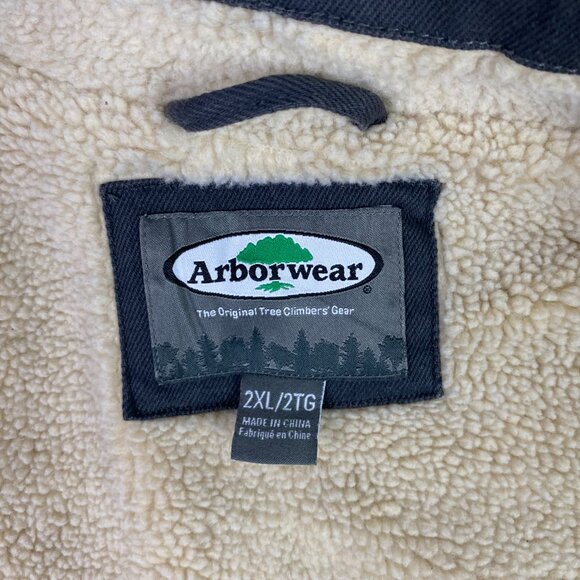 Arborwear®
The Original Tree Climbers' Gear
2XL/2TG
MADE IN CHINA
Fabriqué en Chine